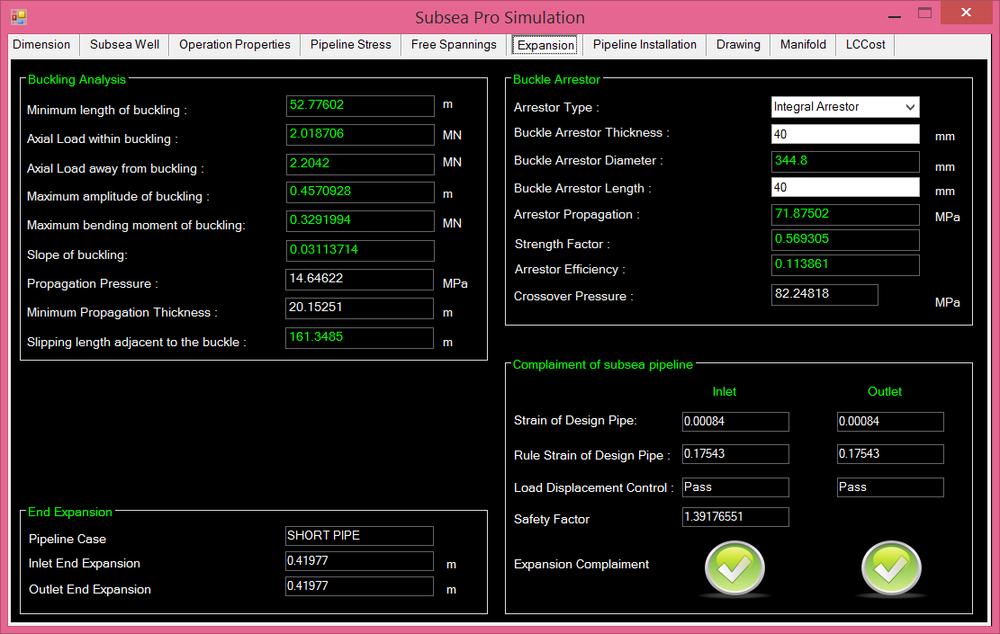 Subsea Pro Simulation
Dimension Subsea Well Operation Properties Pipeline Stress Free Spannings Expansion Pipeline Installation Drawing Manifold LCCost
Buckling Analysis
Minimum length of buckling : 52.77602 m
Axial Load within buckling : 2.018706 MN
Axial Load away from buckling : 2.2042 MN
Maximum amplitude of buckling : 0.4570928 m
Maximum bending moment of buckling: 0.3291994 MN
Slope of buckling: 0.03113714
Propagation Pressure : 14.64622 MPa
Minimum Propagation Thickness : 20.15251 m
Slipping length adjacent to the buckle : 161.3485 m
End Expansion
Pipeline Case SHORT PIPE
Inlet End Expansion 0.41977 m
Outlet End Expansion 0.41977 m
Buckle Arrestor
Arrestor Type : Integral Arrestor
Buckle Arrestor Thickness : 40 mm
Buckle Arrestor Diameter : 344.8 mm
Buckle Arrestor Length : 40 mm
Arrestor Propagation : 71.87502 MPa
Strength Factor : 0.569305
Arrestor Efficiency : 0.113861
Crossover Pressure : 82.24818 MPa
Complaiment of subsea pipeline
Inlet Outlet
Strain of Design Pipe: 0.00084 0.00084
Rule Strain of Design Pipe : 0.17543 0.17543
Load Displacement Control : Pass Pass
Safety Factor 1.39176551
Expansion Complaiment